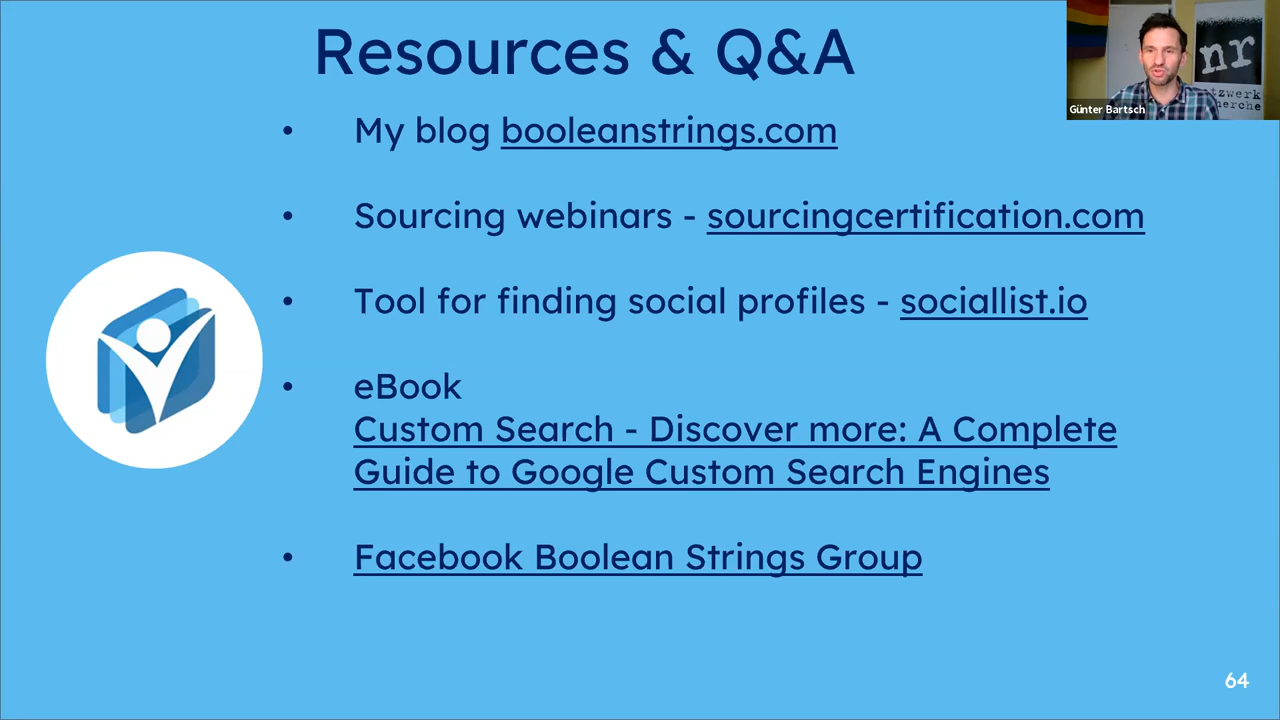 Resources & Q&A
nr
Günter Bartsch
• My blog booleanstrings.com
• Sourcing webinars - sourcingcertification.com
• Tool for finding social profiles - sociallist.io
• eBook
Custom Search - Discover more: A Complete
Guide to Google Custom Search Engines
• Facebook Boolean Strings Group
64